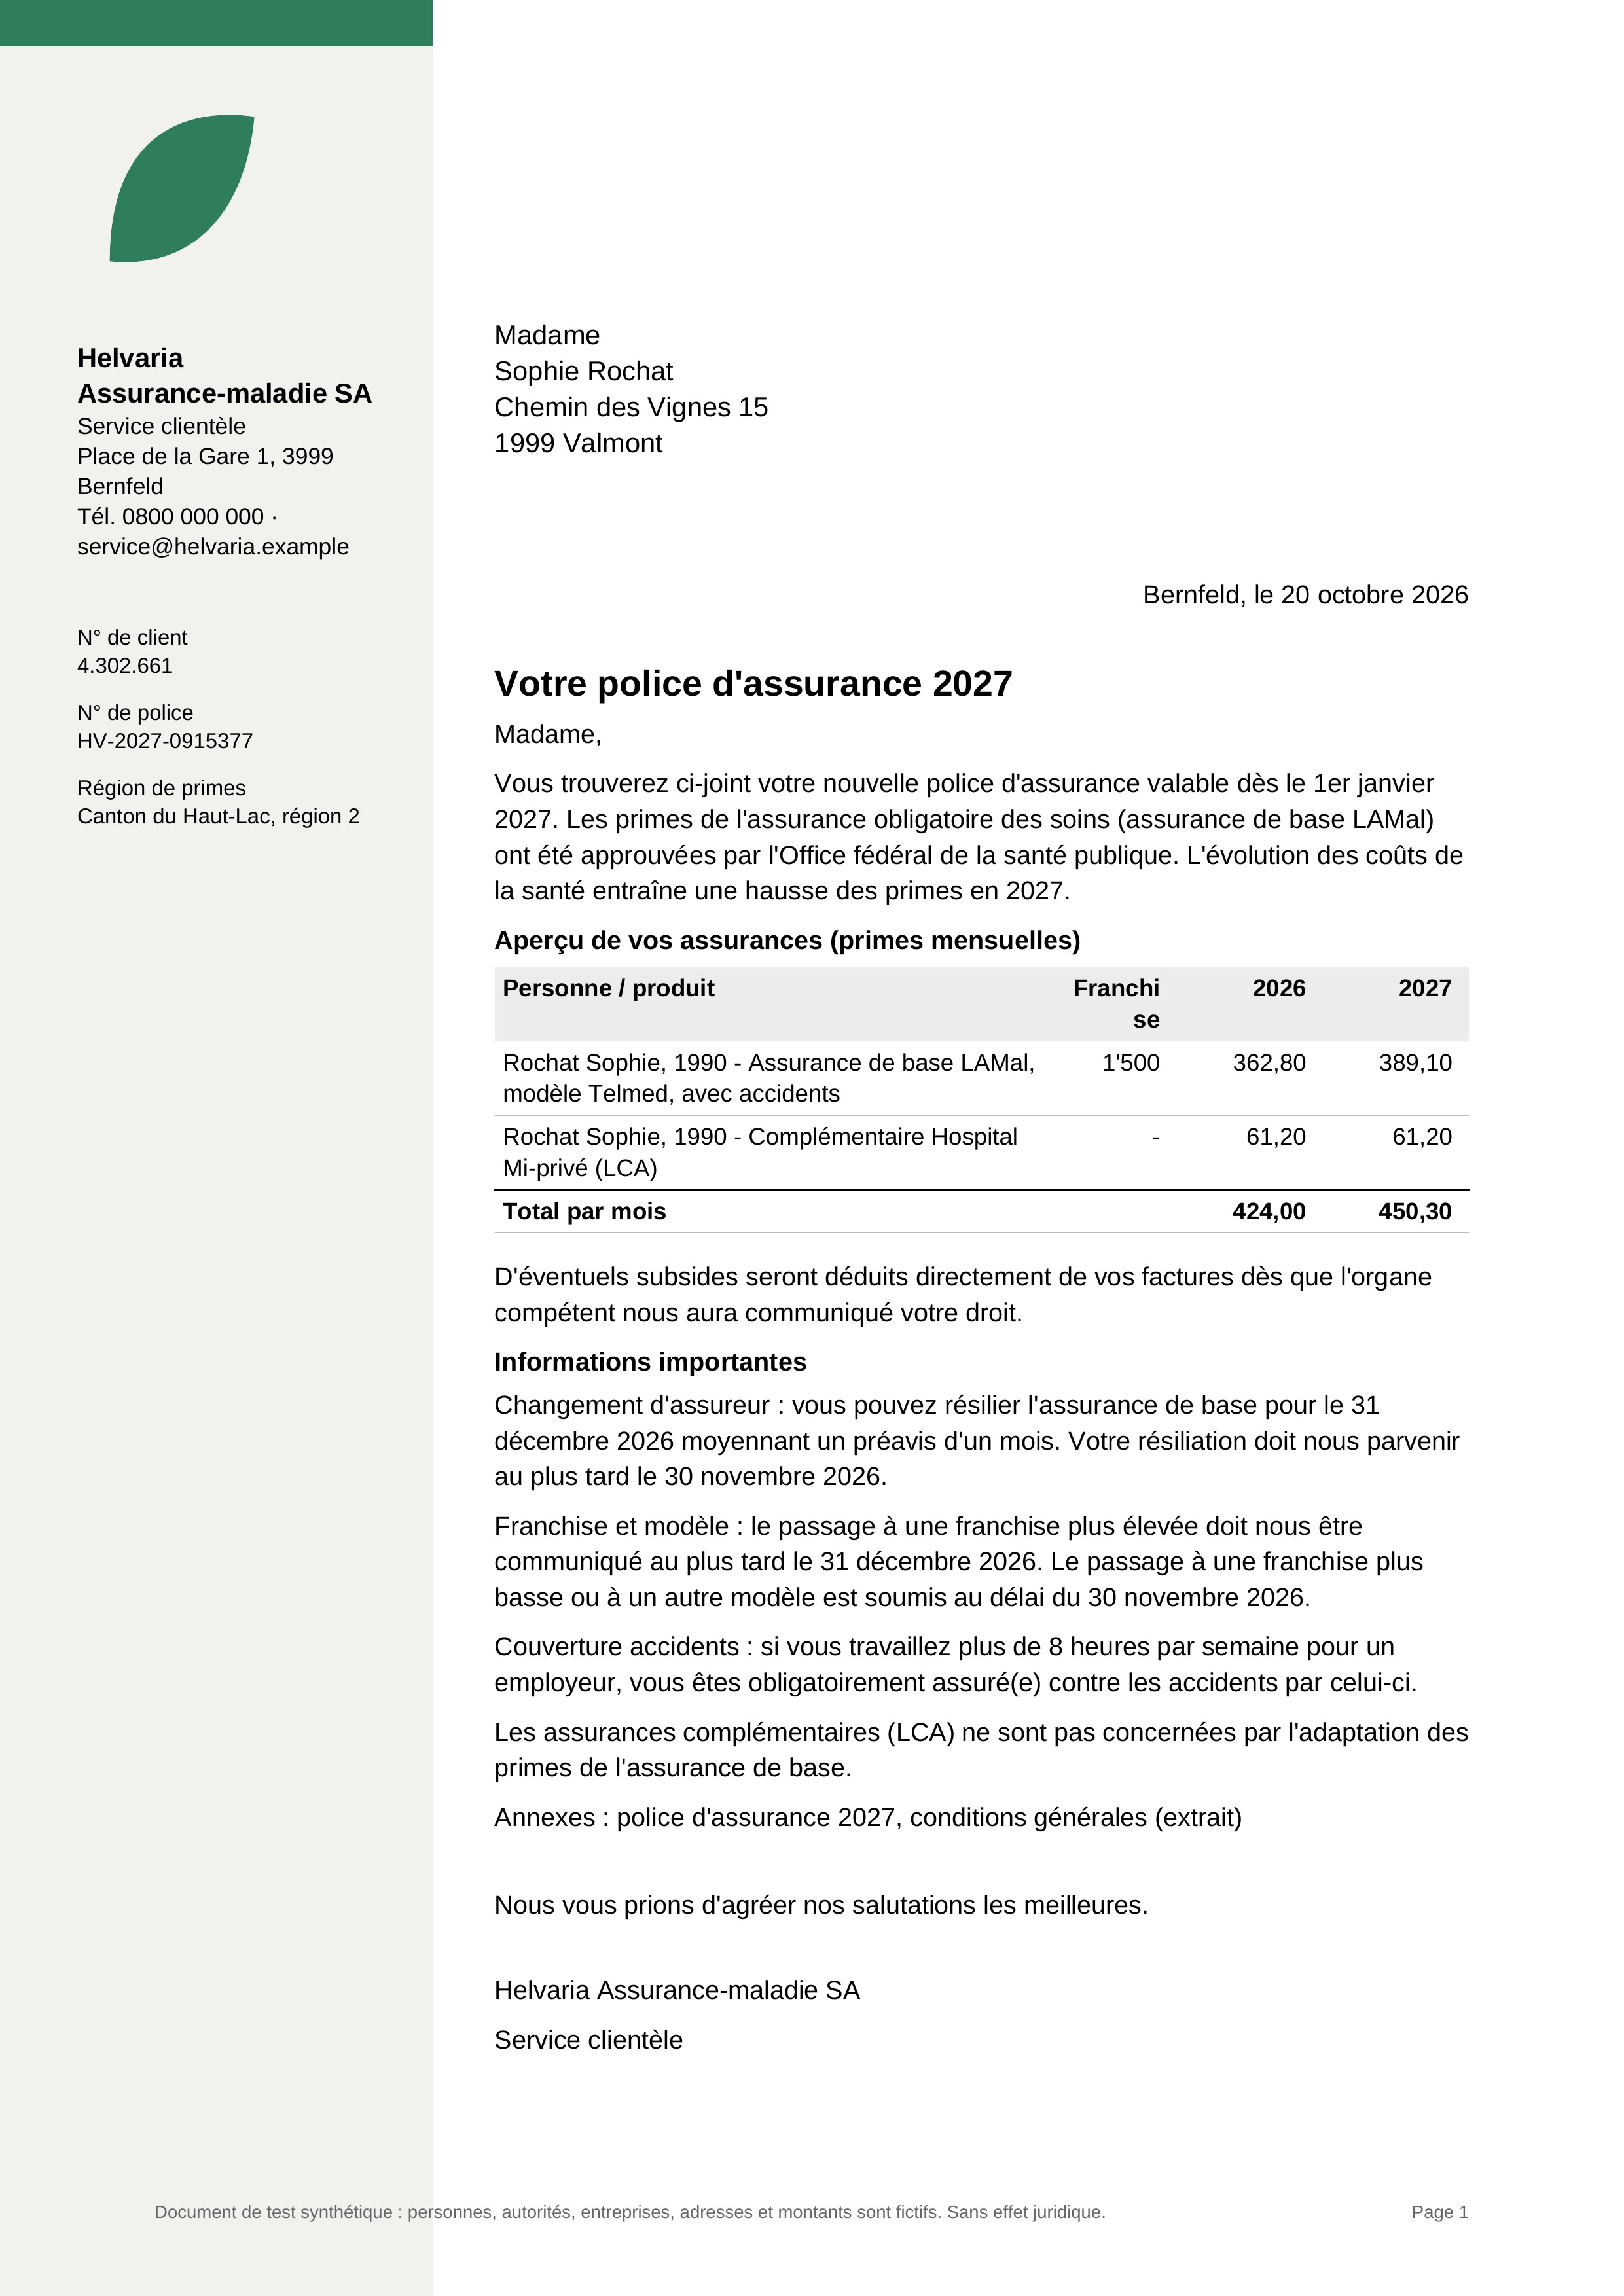 Helvaria
Assurance-maladie SA
Service clientèle
Place de la Gare 1, 3999
Bernfeld
Tél. 0800 000 000 ·
service@helvaria.example
N° de client
4.302.661
N° de police
HV-2027-0915377
Région de primes
Canton du Haut-Lac, région 2
Madame
Sophie Rochat
Chemin des Vignes 15
1999 Valmont
Bernfeld, le 20 octobre 2026
Votre police d'assurance 2027
Madame,
Vous trouverez ci-joint votre nouvelle police d'assurance valable dès le 1er janvier
2027. Les primes de l'assurance obligatoire des soins (assurance de base LAMal)
ont été approuvées par l'Office fédéral de la santé publique. L'évolution des coûts de
la santé entraîne une hausse des primes en 2027.
Aperçu de vos assurances (primes mensuelles)
Personne / produit Franchi 2026 2027
se
Rochat Sophie, 1990 - Assurance de base LAMal, 1'500 362,80 389,10
modèle Telmed, avec accidents
Rochat Sophie, 1990 - Complémentaire Hospital - 61,20 61,20
Mi-privé (LCA)
Total par mois 424,00 450,30
D'éventuels subsides seront déduits directement de vos factures dès que l'organe
compétent nous aura communiqué votre droit.
Informations importantes
Changement d'assureur : vous pouvez résilier l'assurance de base pour le 31
décembre 2026 moyennant un préavis d'un mois. Votre résiliation doit nous parvenir
au plus tard le 30 novembre 2026.
Franchise et modèle : le passage à une franchise plus élevée doit nous être
communiqué au plus tard le 31 décembre 2026. Le passage à une franchise plus
basse ou à un autre modèle est soumis au délai du 30 novembre 2026.
Couverture accidents : si vous travaillez plus de 8 heures par semaine pour un
employeur, vous êtes obligatoirement assuré(e) contre les accidents par celui-ci.
Les assurances complémentaires (LCA) ne sont pas concernées par l'adaptation des
primes de l'assurance de base.
Annexes : police d'assurance 2027, conditions générales (extrait)
Nous vous prions d'agréer nos salutations les meilleures.
Helvaria Assurance-maladie SA
Service clientèle
Document de test synthétique : personnes, autorités, entreprises, adresses et montants sont fictifs. Sans effet juridique. Page 1